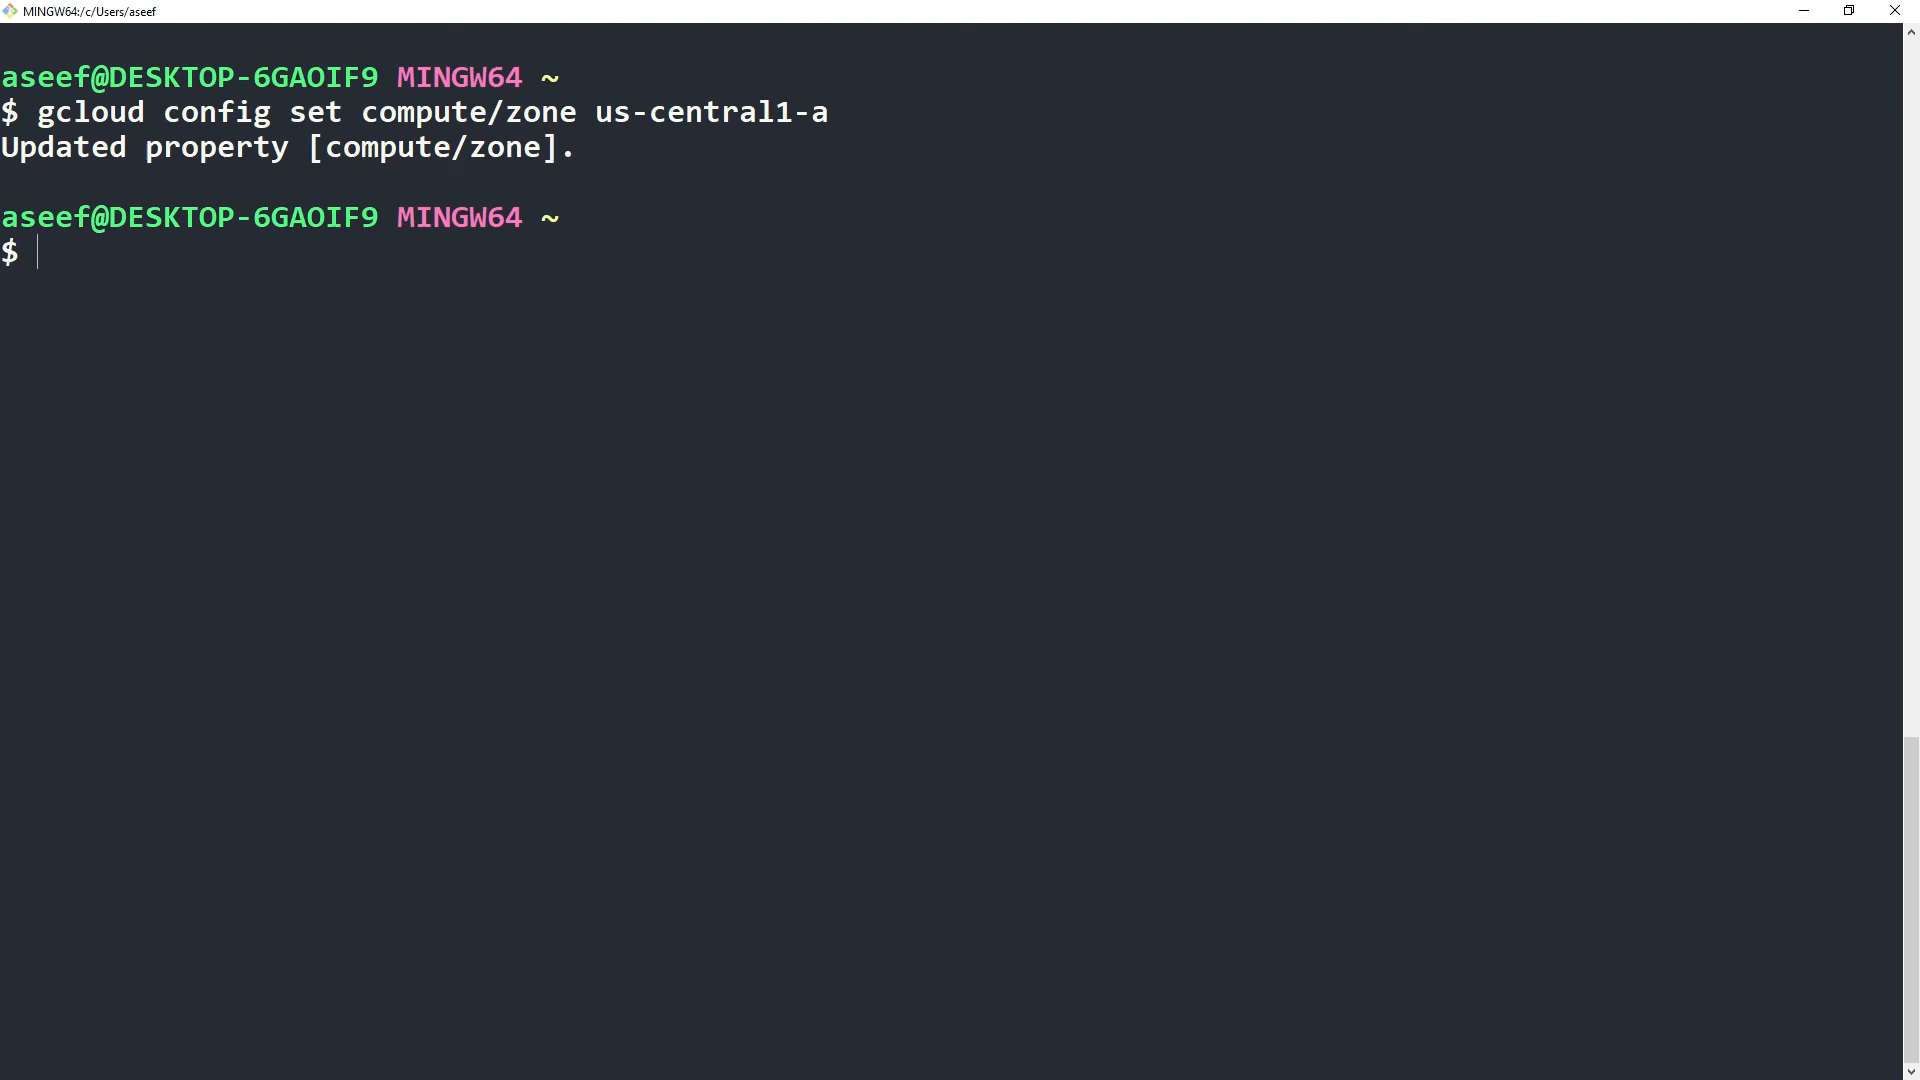 MINGW64:/c/Users/aseef
aseef@DESKTOP-6GAOIF9 MINGW64 ~
$ gcloud config set compute/zone us-central1-a
Updated property [compute/zone].
aseef@DESKTOP-6GAOIF9 MINGW64 ~
$